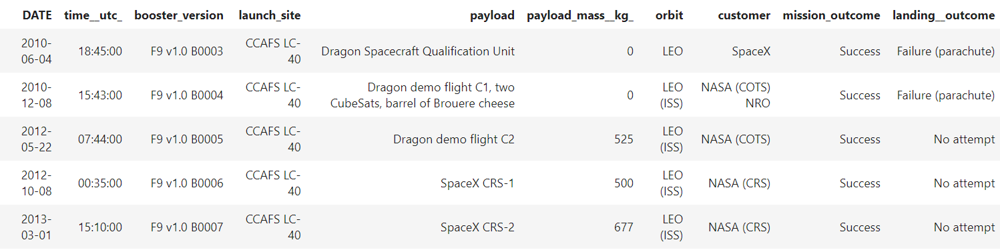 DATE time__utc_ booster_version launch_site payload payload_mass__kg_ orbit customer mission_outcome landing__outcome
2010- CCAFS LC-
18:45:00 F9 v1.0 B0003 Dragon Spacecraft Qualification Unit 0 LEO SpaceX Success Failure (parachute)
06-04 40
2010- CCAFS LC- Dragon demo flight C1, two LEO NASA (COTS)
15:43:00 F9 v1.0 B0004 0 Success Failure (parachute)
12-08 40 CubeSats, barrel of Brouere cheese (ISS) NRO
2012- CCAFS LC- LEO
07:44:00 F9 v1.0 B0005 Dragon demo flight C2 525 NASA (COTS) Success No attempt
05-22 40 (ISS)
2012- CCAFS LC- LEO
00:35:00 F9 v1.0 B0006 SpaceX CRS-1 500 NASA (CRS) Success No attempt
10-08 40 (ISS)
2013- CCAFS LC- LEO
15:10:00 F9 v1.0 B0007 SpaceX CRS-2 677 NASA (CRS) Success No attempt
03-01 40 (ISS)